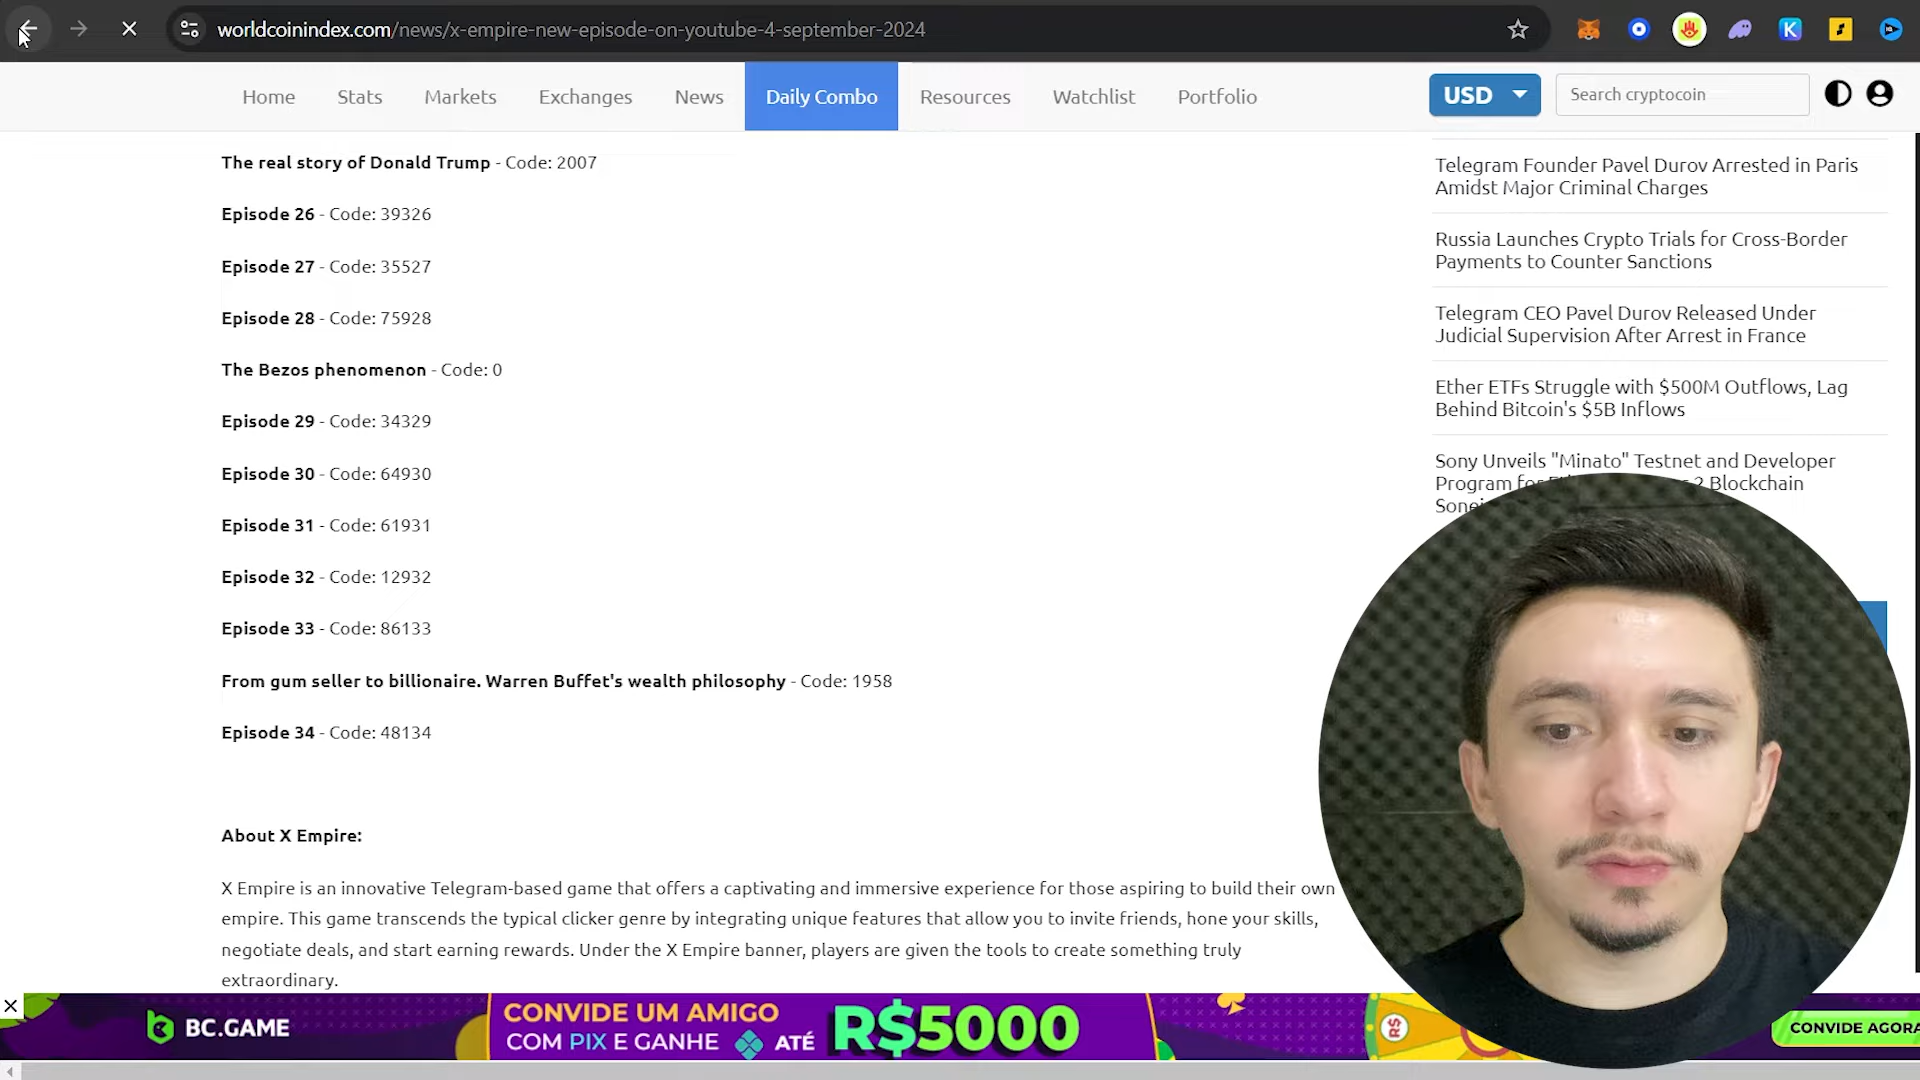 worldcoinindex.com/news/x-empire-new-episode-on-youtube-4-september-2024
Home Stats Markets Exchanges News Daily Combo Resources Watchlist Portfolio USD Search cryptocoin
The real story of Donald Trump - Code: 2007
Episode 26 - Code: 39326
Episode 27 - Code: 35527
Episode 28 - Code: 75928
The Bezos phenomenon - Code: 0
Episode 29 - Code: 34329
Episode 30 - Code: 64930
Episode 31 - Code: 61931
Episode 32 - Code: 12932
Episode 33 - Code: 86133
From gum seller to billionaire. Warren Buffet's wealth philosophy - Code: 1958
Episode 34 - Code: 48134
About X Empire:
X Empire is an innovative Telegram-based game that offers a captivating and immersive experience for those aspiring to build their own
empire. This game transcends the typical clicker genre by integrating unique features that allow you to invite friends, hone your skills,
negotiate deals, and start earning rewards. Under the X Empire banner, players are given the tools to create something truly
extraordinary.
Telegram Founder Pavel Durov Arrested in Paris
Amidst Major Criminal Charges
Russia Launches Crypto Trials for Cross-Border
Payments to Counter Sanctions
Telegram CEO Pavel Durov Released Under
Judicial Supervision After Arrest in France
Ether ETFs Struggle with $500M Outflows, Lag
Behind Bitcoin's $5B Inflows
Sony Unveils "Minato" Testnet and Developer
Program 2 Blockchain
BC.GAME
CONVIDE UM AMIGO
COM PIX E GANHE ATÉ
R$5000
R$
CONVIDE AGORA